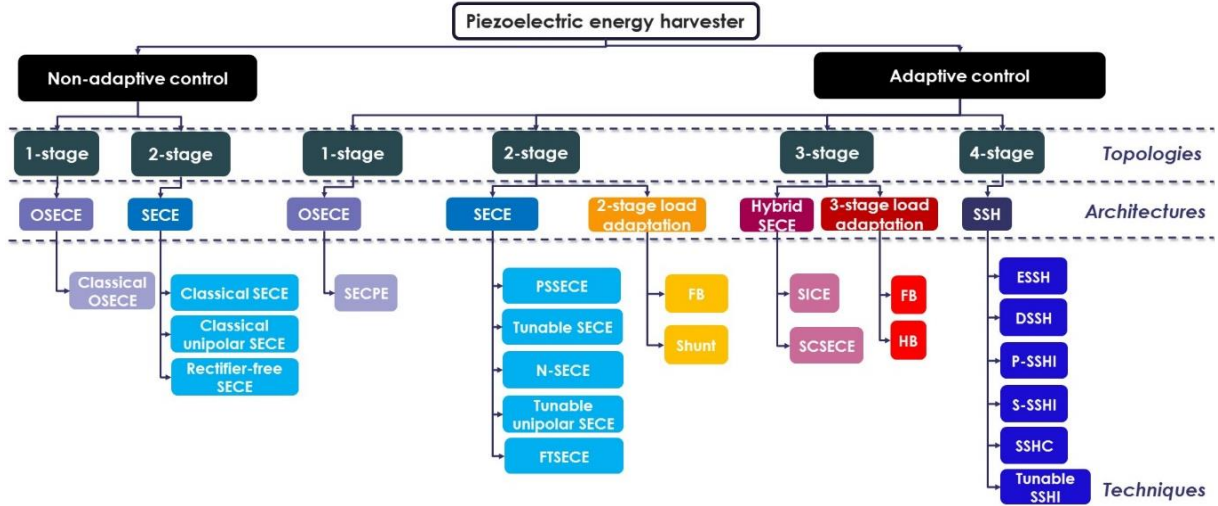 Piezoelectric energy harvester
Non-adaptive control
Adaptive control
1-stage
2-stage
1-stage
2-stage
3-stage
4-stage
Topologies
OSECE
SECE
OSECE
SECE
2-stage load
adaptation
Hybrid
SECE
3-stage load
adaptation
SSH
Architectures
Classical
OSECE
Classical SECE
Classical
unipolar SECE
Rectifier-free
SECE
SECPE
PSSECE
Tunable SECE
N-SECE
Tunable
unipolar SECE
FTSECE
FB
Shunt
SICE
SCSECE
FB
HB
ESSH
DSSH
P-SSHI
S-SSHI
SSHC
Tunable
SSHI
Techniques